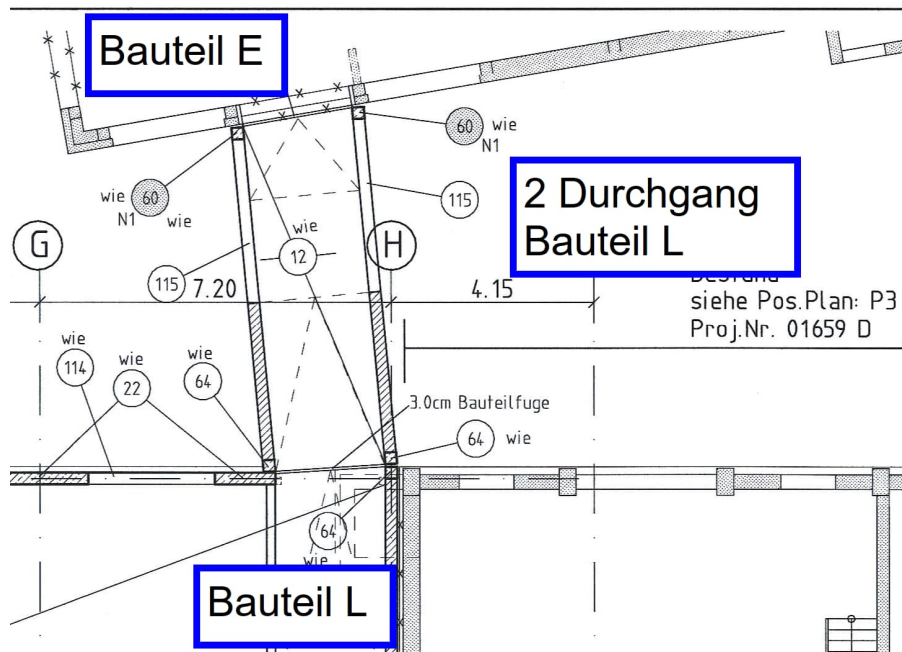 Bauteil E
60 wie
N1
wie 60
N1 wie
115
2 Durchgang
Bauteil L
wie
12
G
H
115
7.20
4.15
siehe Pos.Plan: P3
Proj.Nr. 01659 D
wie
114
wie
22
wie
64
3.0cm Bauteilfuge
64 wie
64
wie
Bauteil L